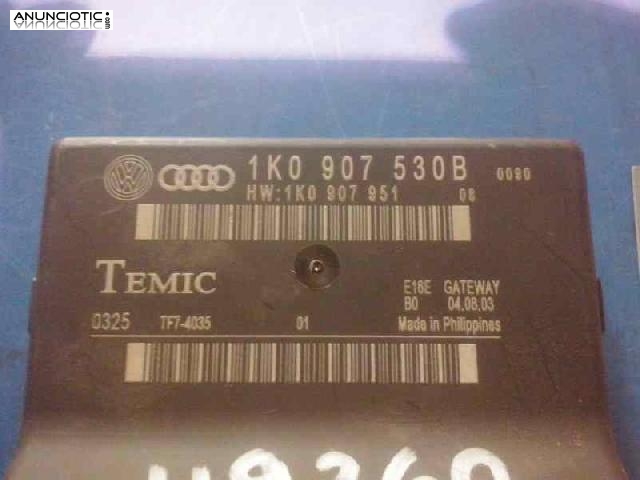 ANUNCIOTIC.com
1K0 907 530B 0090
HW:1K0 907 951 08
TEMIC
E16E GATEWAY
B0 04.08.03
0325 TF7-4035 01 Made in Philippines